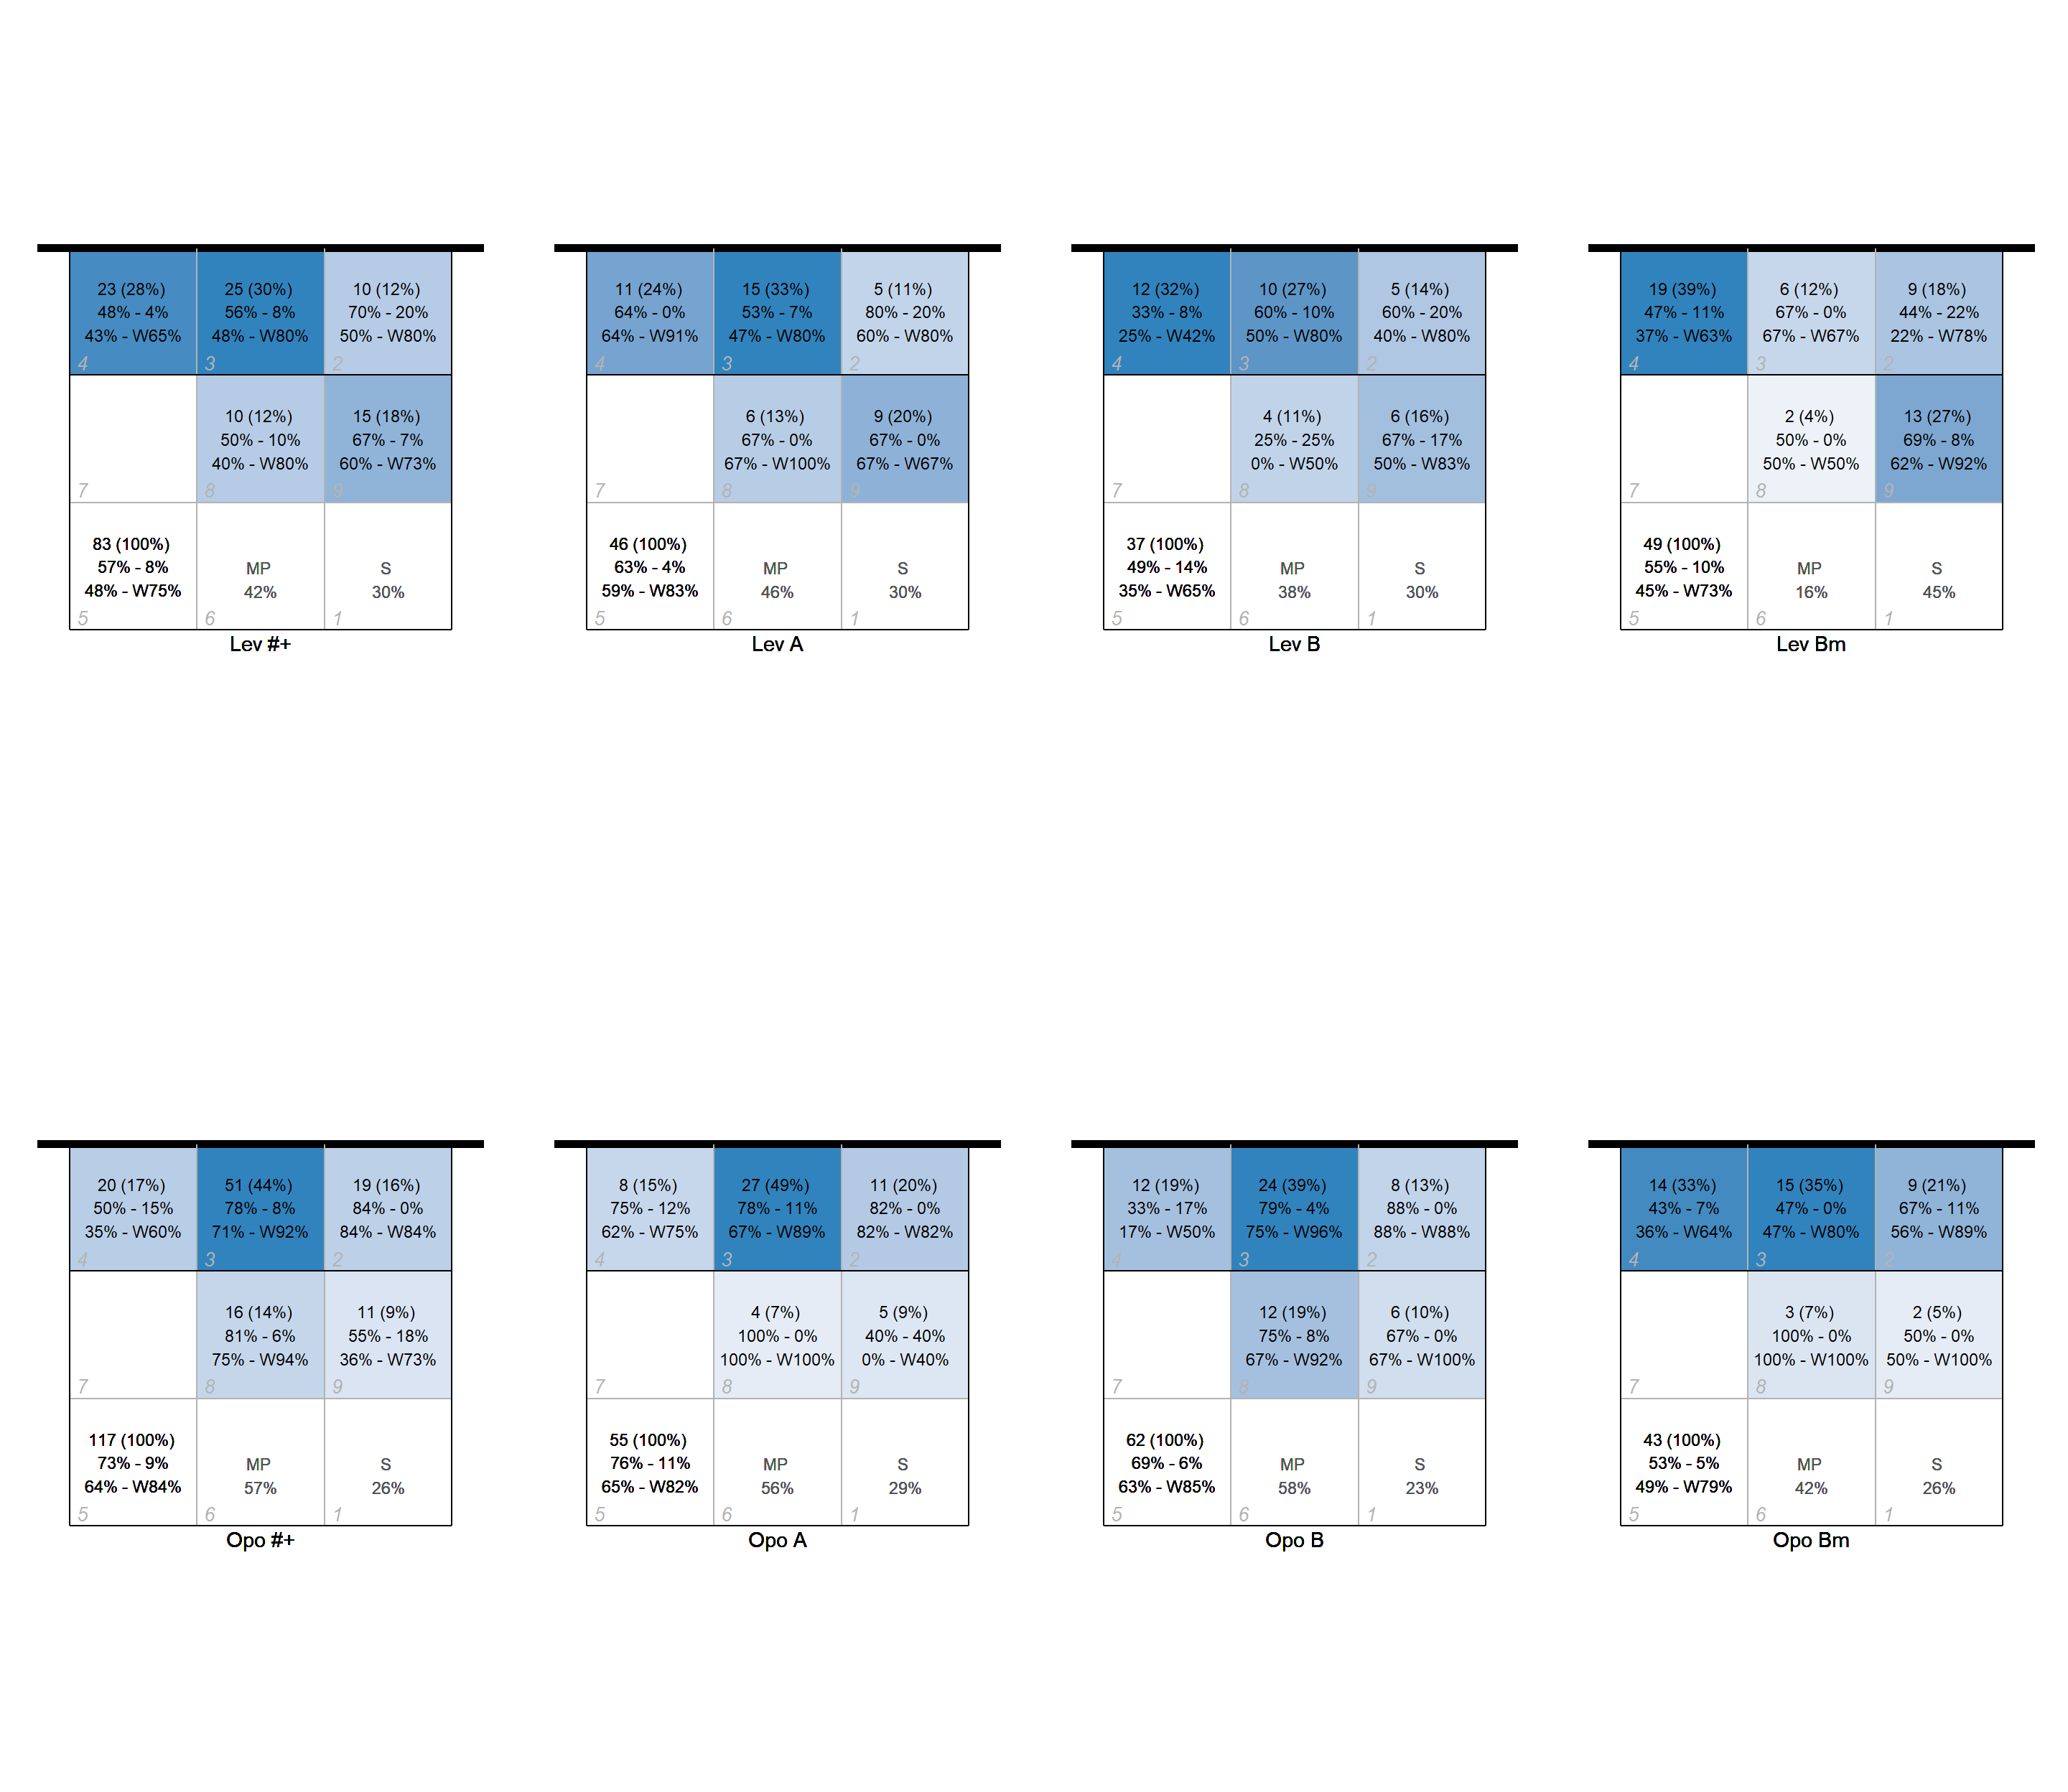 23 (28%)
48% - 4%
43% - W65%
4
25 (30%)
56% - 8%
48% - W80%
3
10 (12%)
70% - 20%
50% - W80%
2
7
10 (12%)
50% - 10%
40% - W80%
8
15 (18%)
67% - 7%
60% - W73%
9
83 (100%)
57% - 8%
48% - W75%
5
MP
42%
6
S
30%
1
Lev #+
11 (24%)
64% - 0%
64% - W91%
4
15 (33%)
53% - 7%
47% - W80%
3
5 (11%)
80% - 20%
60% - W80%
2
7
6 (13%)
67% - 0%
67% - W100%
8
9 (20%)
67% - 0%
67% - W67%
9
46 (100%)
63% - 4%
59% - W83%
5
MP
46%
6
S
30%
1
Lev A
12 (32%)
33% - 8%
25% - W42%
4
10 (27%)
60% - 10%
50% - W80%
3
5 (14%)
60% - 20%
40% - W80%
2
7
4 (11%)
25% - 25%
0% - W50%
8
6 (16%)
67% - 17%
50% - W83%
9
37 (100%)
49% - 14%
35% - W65%
5
MP
38%
6
S
30%
1
Lev B
19 (39%)
47% - 11%
37% - W63%
4
6 (12%)
67% - 0%
67% - W67%
3
9 (18%)
44% - 22%
22% - W78%
2
7
2 (4%)
50% - 0%
50% - W50%
8
13 (27%)
69% - 8%
62% - W92%
9
49 (100%)
55% - 10%
45% - W73%
5
MP
16%
6
S
45%
1
Lev Bm
20 (17%)
50% - 15%
35% - W60%
4
51 (44%)
78% - 8%
71% - W92%
3
19 (16%)
84% - 0%
84% - W84%
2
7
16 (14%)
81% - 6%
75% - W94%
8
11 (9%)
55% - 18%
36% - W73%
9
117 (100%)
73% - 9%
64% - W84%
5
MP
57%
6
S
26%
1
Opo #+
8 (15%)
75% - 12%
62% - W75%
4
27 (49%)
78% - 11%
67% - W89%
3
11 (20%)
82% - 0%
82% - W82%
2
7
4 (7%)
100% - 0%
100% - W100%
8
5 (9%)
40% - 40%
0% - W40%
9
55 (100%)
76% - 11%
65% - W82%
5
MP
56%
6
S
29%
1
Opo A
12 (19%)
33% - 17%
17% - W50%
4
24 (39%)
79% - 4%
75% - W96%
3
8 (13%)
88% - 0%
88% - W88%
2
7
12 (19%)
75% - 8%
67% - W92%
8
6 (10%)
67% - 0%
67% - W100%
9
62 (100%)
69% - 6%
63% - W85%
5
MP
58%
6
S
23%
1
Opo B
14 (33%)
43% - 7%
36% - W64%
4
15 (35%)
47% - 0%
47% - W80%
3
9 (21%)
67% - 11%
56% - W89%
2
7
3 (7%)
100% - 0%
100% - W100%
8
2 (5%)
50% - 0%
50% - W100%
9
43 (100%)
53% - 5%
49% - W79%
5
MP
42%
6
S
26%
1
Opo Bm